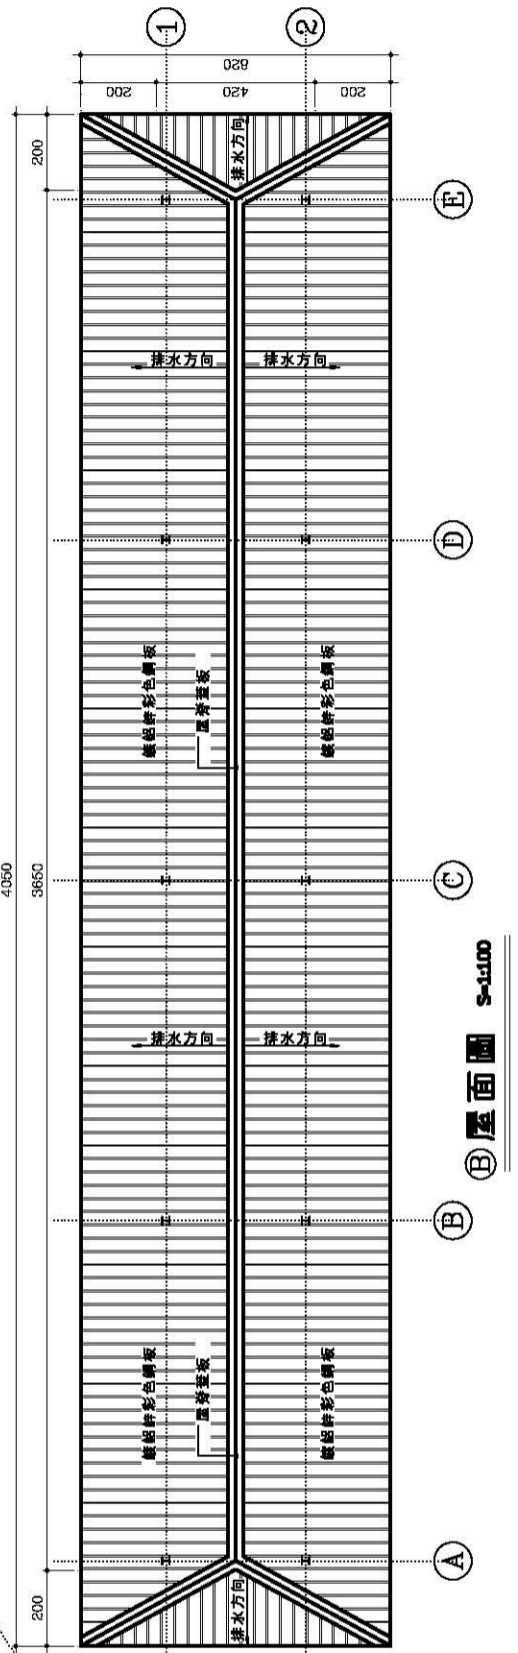 4050
200
3650
200
820
200
420
200
1
2
排水方向
排水方向
排水方向
鍍鋁鋅彩色鋼板
屋脊蓋板
鍍鋁鋅彩色鋼板
排水方向
排水方向
鍍鋁鋅彩色鋼板
屋脊蓋板
鍍鋁鋅彩色鋼板
排水方向
E
D
C
B
A
B 屋面圖 S=1:100